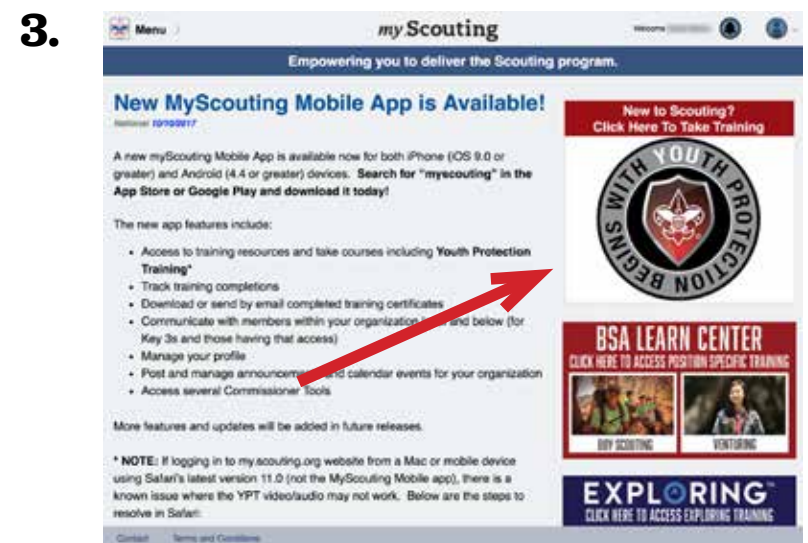 3.
Menu
my.Scouting
Welcome
Empowering you to deliver the Scouting program.
New MyScouting Mobile App is Available!
National 10/10/2017
A new myScouting Mobile App is available now for both iPhone (iOS 9.0 or
greater) and Android (4.4 or greater) devices. Search for "myscouting" in the
App Store or Google Play and download it today!
The new app features include:
• Access to training resources and take courses including Youth Protection
Training*
• Track training completions
• Download or send by email completed training certificates
• Communicate with members within your organization and below (for
Key 3s and those having that access)
• Manage your profile
• Post and manage announcements and calendar events for your organization
• Access several Commissioner Tools
More features and updates will be added in future releases.
* NOTE: If logging in to my.scouting.org website from a Mac or mobile device
using Safari's latest version 11.0 (not the MyScouting Mobile app), there is a
known issue where the YPT video/audio may not work. Below are the steps to
resolve in Safari:
New to Scouting?
Click Here To Take Training
YOUTH PROTECTION BEGINS WITH
BSA LEARN CENTER
CLICK HERE TO ACCESS POSITION SPECIFIC TRAINING
BOY SCOUTING
VENTURING
EXPLORING
CLICK HERE TO ACCESS EXPLORING TRAINING
Contact
Terms and Conditions